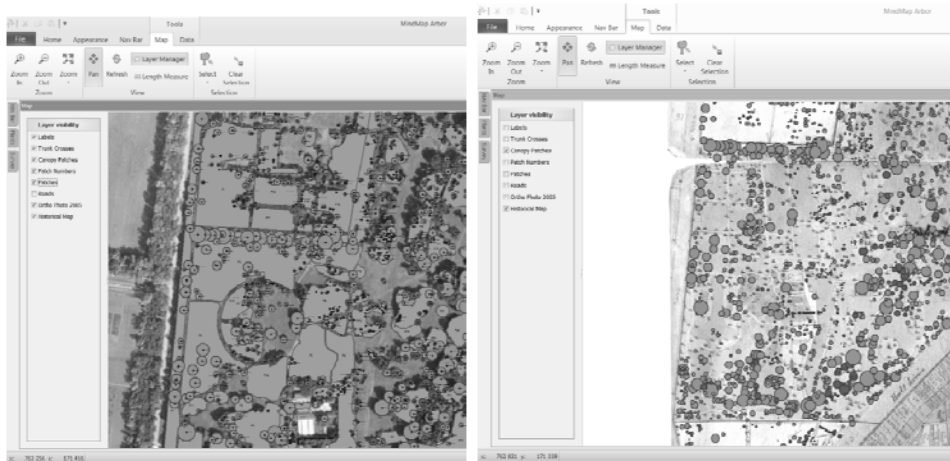 Tools
MindMap Arbor
File Home Appearance Nav Bar Map Data
Zoom In
Zoom Out
Zoom
Pan
Refresh
Layer Manager
Length Measure
Select
Clear Selection
Zoom
View
Selection
Map
Layer visibility
Labels
Trunk Crosses
Canopy Patches
Patch Numbers
Patches
Roads
Ortho Photo 2005
Historical Map
Tools
MindMap Arbor
File Home Appearance Nav Bar Map Data
Zoom In
Zoom Out
Zoom
Pan
Refresh
Layer Manager
Length Measure
Select
Clear Selection
Zoom
View
Selection
Map
Layer visibility
Labels
Trunk Crosses
Canopy Patches
Patch Numbers
Patches
Roads
Ortho Photo 2005
Historical Map